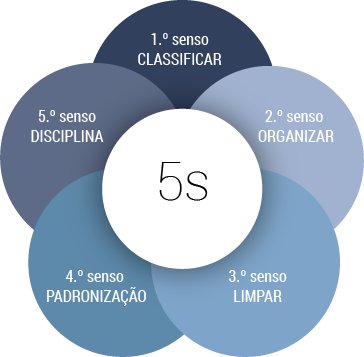 1.º senso
CLASSIFICAR
2.º senso
ORGANIZAR
3.º senso
LIMPAR
4.º senso
PADRONIZAÇÃO
5.º senso
DISCIPLINA
5s